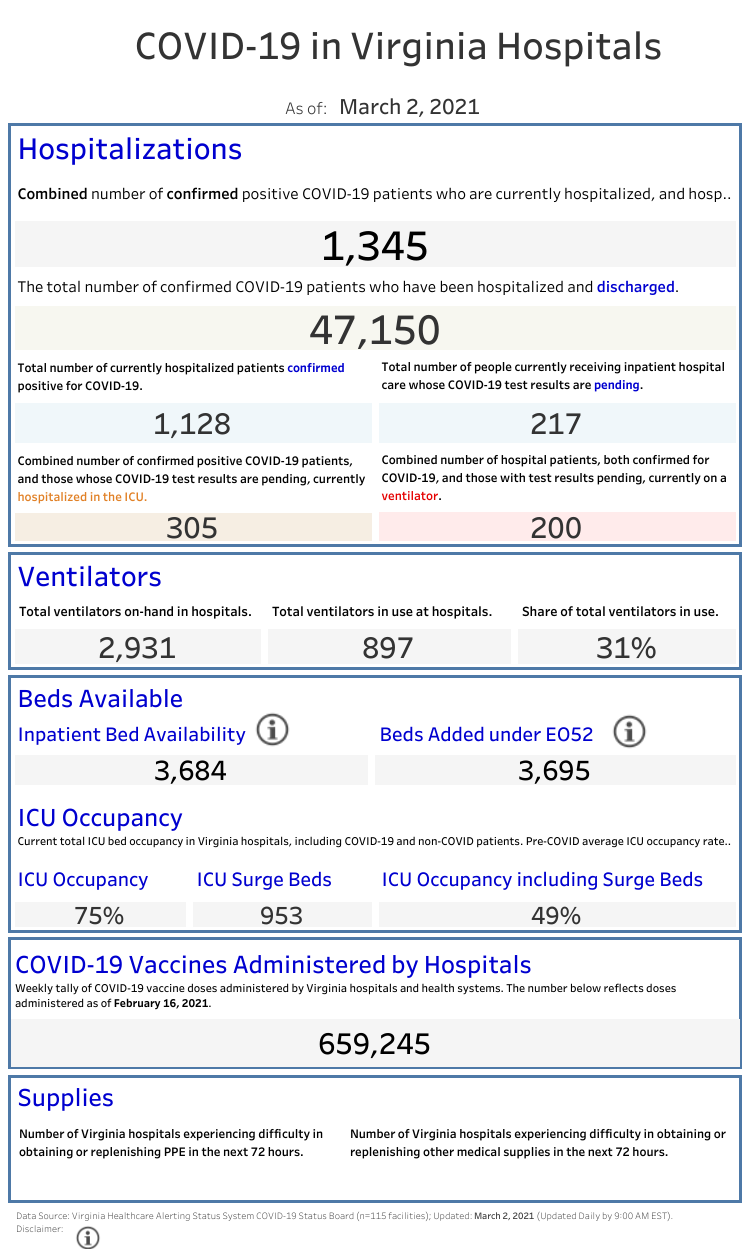 COVID-19 in Virginia Hospitals
As of: March 2, 2021
Hospitalizations
Combined number of confirmed positive COVID-19 patients who are currently hospitalized, and hosp..
1,345
The total number of confirmed COVID-19 patients who have been hospitalized and discharged.
47,150
Total number of currently hospitalized patients confirmed
positive for COVID-19.
Total number of people currently receiving inpatient hospital
care whose COVID-19 test results are pending.
1,128
217
Combined number of confirmed positive COVID-19 patients,
and those whose COVID-19 test results are pending, currently
hospitalized in the ICU.
Combined number of hospital patients, both confirmed for
COVID-19, and those with test results pending, currently on a
ventilator.
305
200
Ventilators
Total ventilators on-hand in hospitals.
Total ventilators in use at hospitals.
Share of total ventilators in use.
2,931
897
31%
Beds Available
Inpatient Bed Availability
Beds Added under EO52
3,684
3,695
ICU Occupancy
Current total ICU bed occupancy in Virginia hospitals, including COVID-19 and non-COVID patients. Pre-COVID average ICU occupancy rate..
ICU Occupancy
ICU Surge Beds
ICU Occupancy including Surge Beds
75%
953
49%
COVID-19 Vaccines Administered by Hospitals
Weekly tally of COVID-19 vaccine doses administered by Virginia hospitals and health systems. The number below reflects doses
administered as of February 16, 2021.
659,245
Supplies
Number of Virginia hospitals experiencing difficulty in
obtaining or replenishing PPE in the next 72 hours.
Number of Virginia hospitals experiencing difficulty in obtaining or
replenishing other medical supplies in the next 72 hours.
Data Source: Virginia Healthcare Alerting Status System COVID-19 Status Board (n=115 facilities); Updated: March 2, 2021 (Updated Daily by 9:00 AM EST).
Disclaimer: